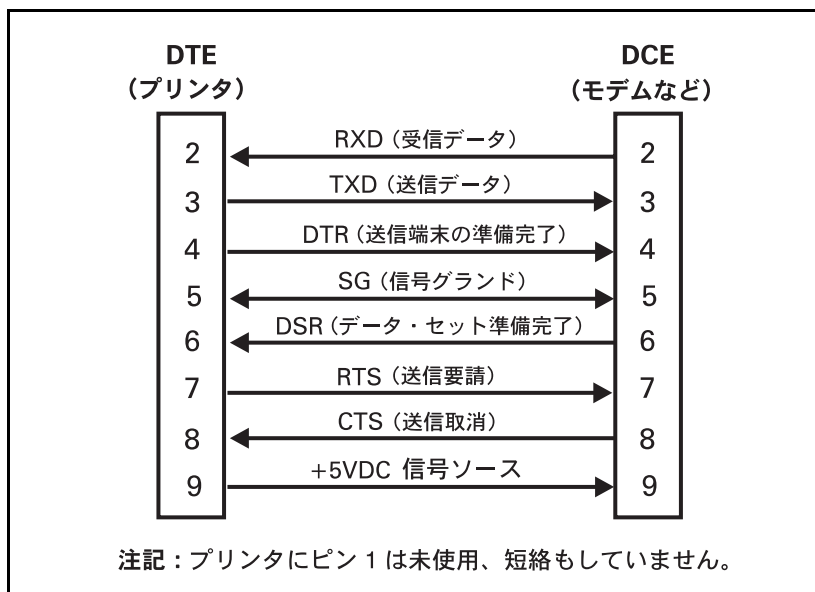 DTE DCE
(プリンタ) (モデムなど)
2 RXD (受信データ) 2
3 TXD (送信データ) 3
4 DTR (送信端末の準備完了) 4
5 SG (信号グランド) 5
6 DSR (データ・セット準備完了) 6
7 RTS (送信要請) 7
8 CTS (送信取消) 8
9 +5VDC 信号ソース 9
注記:プリンタにピン 1 は未使用、短絡もしていません。